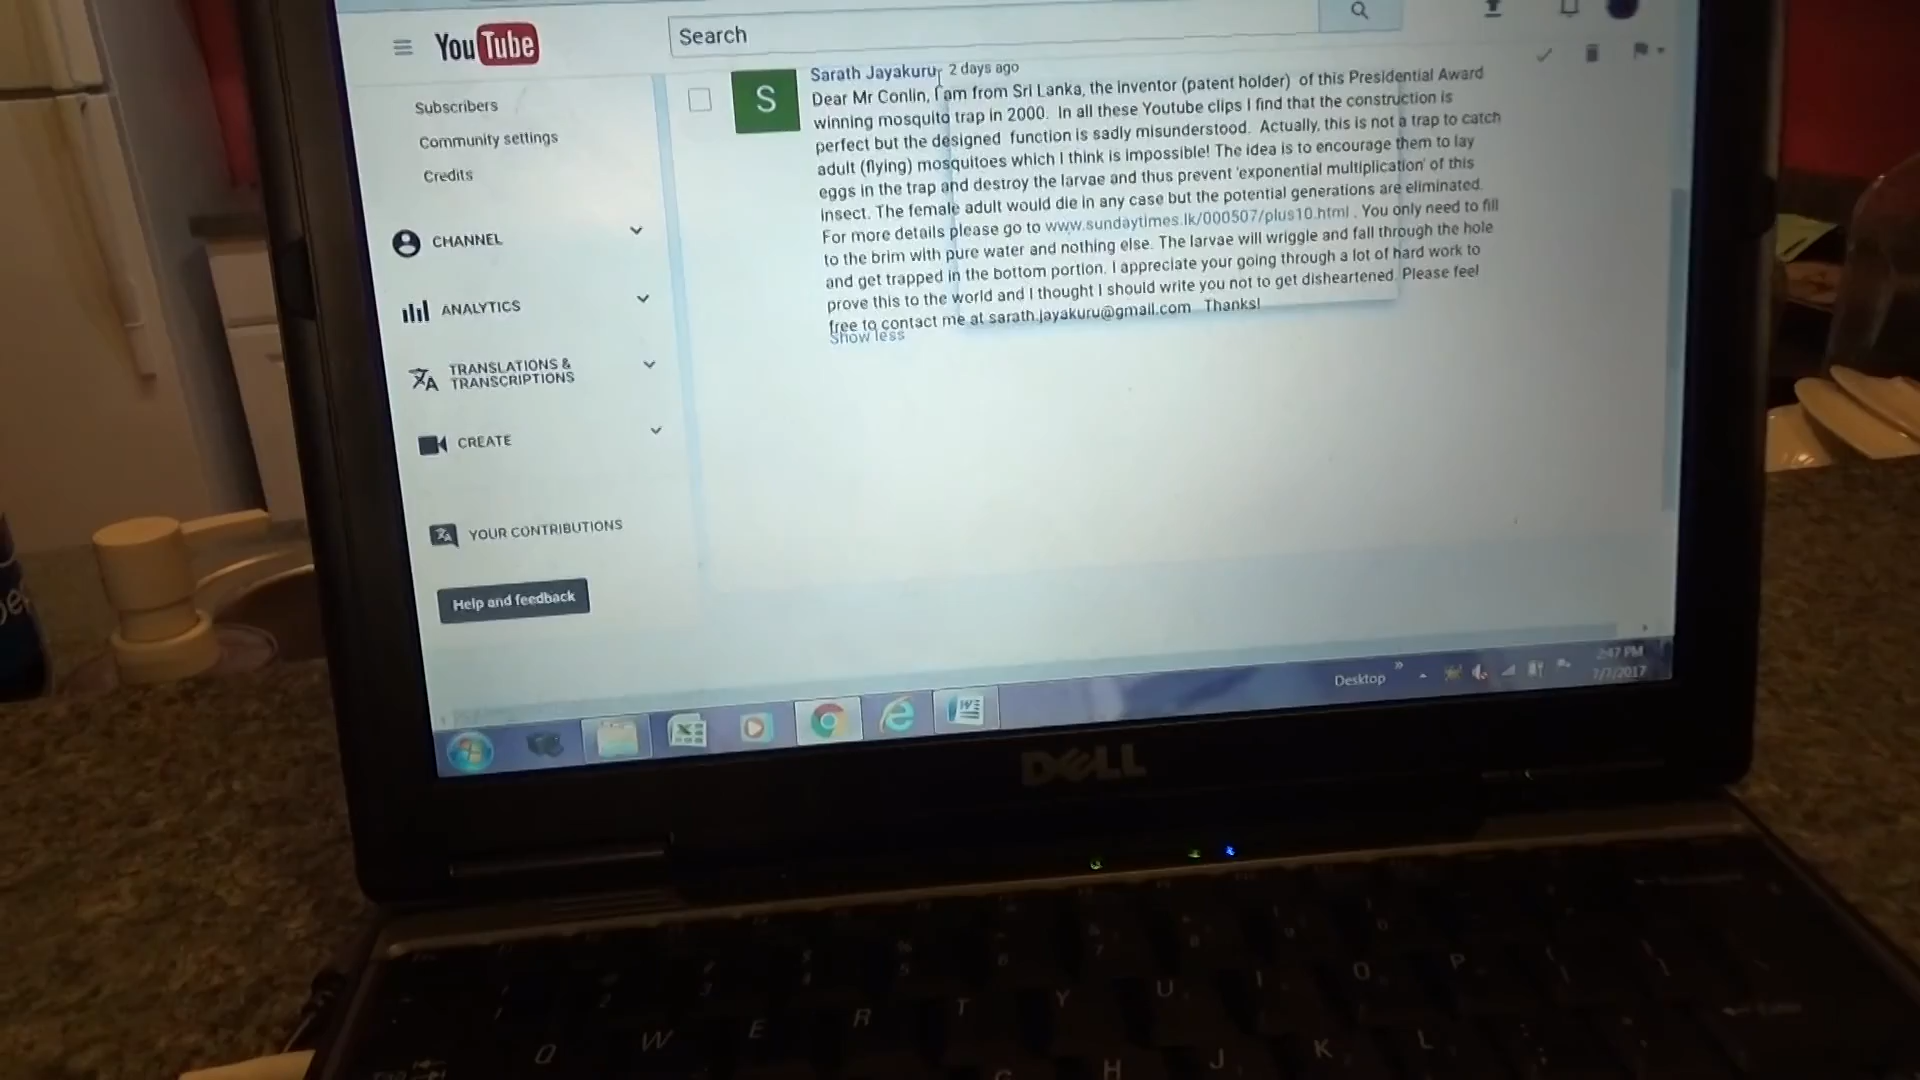 YouTube
Search
Subscribers
Community settings
Credits
CHANNEL
ANALYTICS
TRANSLATIONS &
TRANSCRIPTIONS
CREATE
YOUR CONTRIBUTIONS
Help and feedback
S
Sarath Jayakuru 2 days ago
Dear Mr Conlin, I am from Sri Lanka, the inventor (patent holder) of this Presidential Award
winning mosquito trap in 2000. In all these Youtube clips I find that the construction is
perfect but the designed function is sadly misunderstood. Actually, this is not a trap to catch
adult (flying) mosquitoes which I think is impossible! The idea is to encourage them to lay
eggs in the trap and destroy the larvae and thus prevent 'exponential multiplication' of this
insect. The female adult would die in any case but the potential generations are eliminated.
For more details please go to www.sundaytimes.lk/000507/plus10.html . You only need to fill
to the brim with pure water and nothing else. The larvae will wriggle and fall through the hole
and get trapped in the bottom portion. I appreciate your going through a lot of hard work to
prove this to the world and I thought I should write you not to get disheartened. Please feel
free to contact me at sarath.jayakuru@gmail.com Thanks!
Show less
Desktop
2:47 PM
7/7/2017
DELL
Q W E R T Y U I O P
H J K L